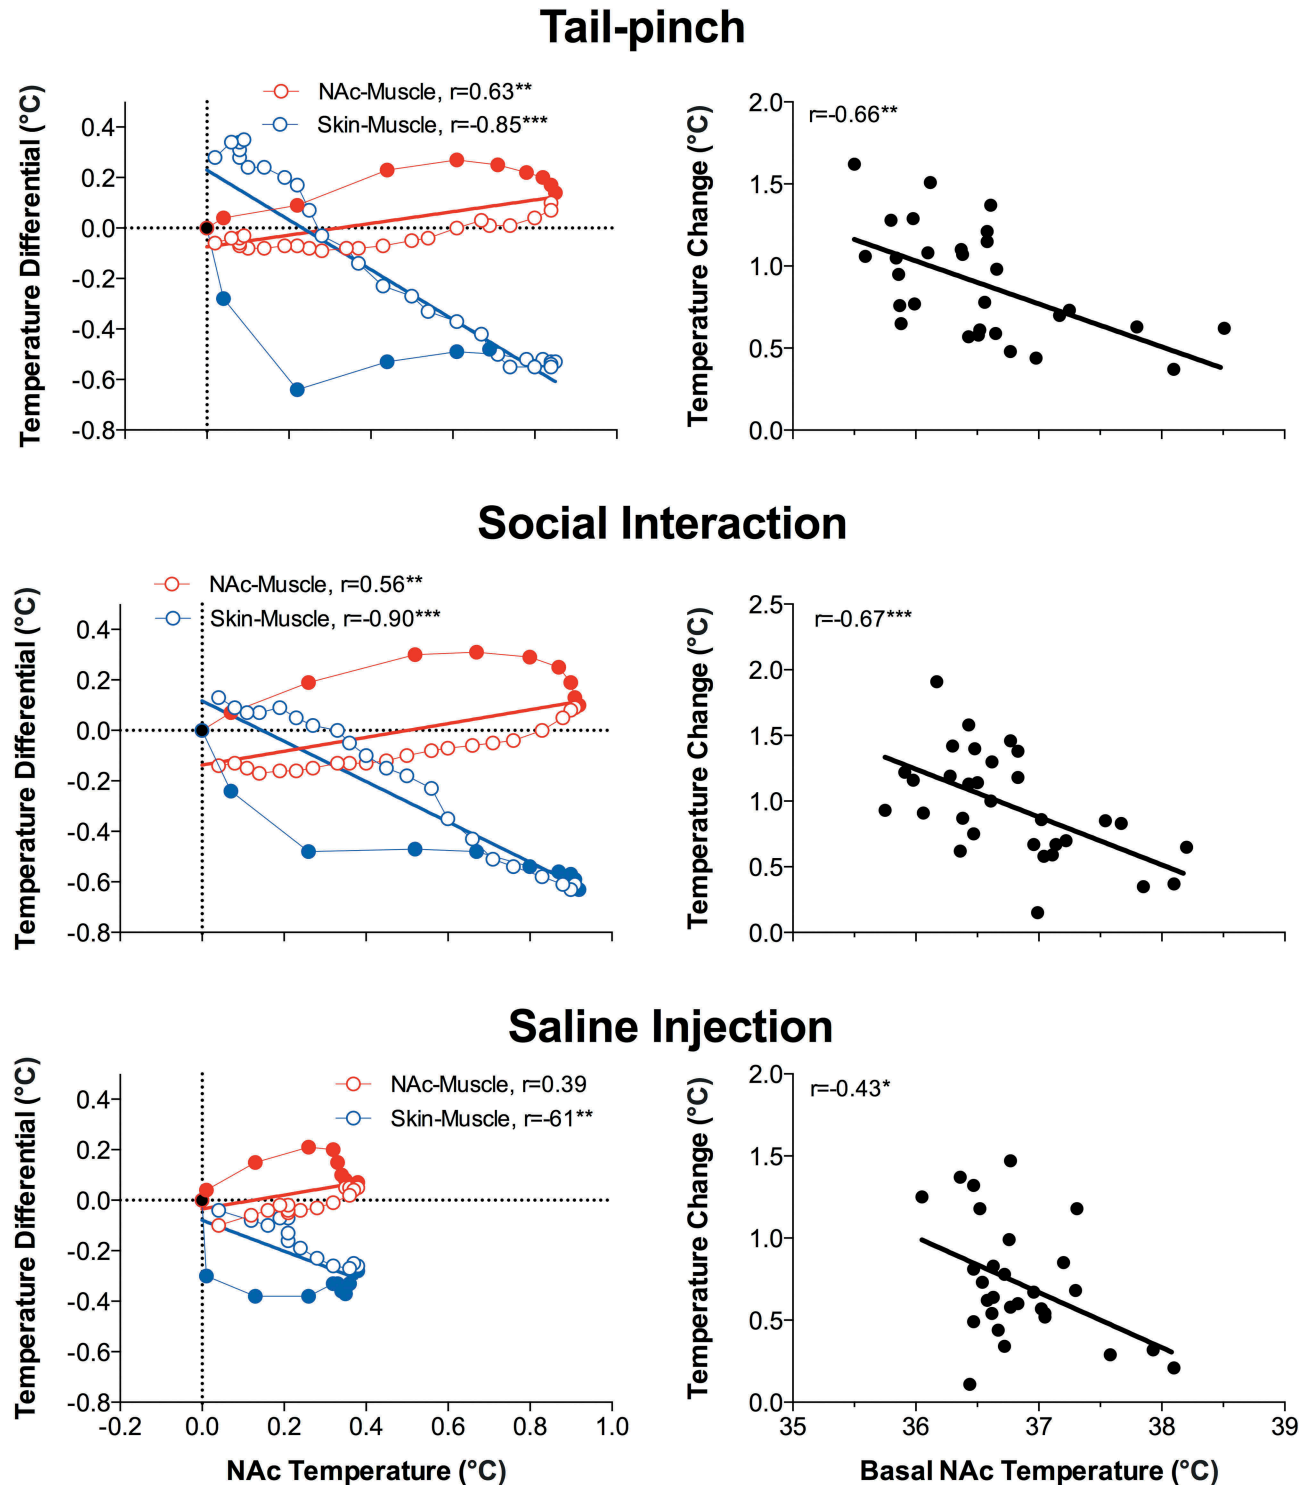 Tail-pinch
Temperature Differential (°C)
NAc-Muscle, r=0.63**
Skin-Muscle, r=-0.85***
0.4
0.2
0.0
-0.2
-0.4
-0.6
-0.8
Temperature Change (°C)
r=-0.66**
2.0
1.5
1.0
0.5
0.0
Social Interaction
Temperature Differential (°C)
NAc-Muscle, r=0.56**
Skin-Muscle, r=-0.90***
0.4
0.2
0.0
-0.2
-0.4
-0.6
-0.8
Temperature Change (°C)
r=-0.67***
2.5
2.0
1.5
1.0
0.5
0.0
Saline Injection
Temperature Differential (°C)
NAc-Muscle, r=0.39
Skin-Muscle, r=-61**
0.4
0.2
0.0
-0.2
-0.4
-0.6
-0.8
-0.2 0.0 0.2 0.4 0.6 0.8 1.0
NAc Temperature (°C)
Temperature Change (°C)
r=-0.43*
2.0
1.5
1.0
0.5
0.0
35 36 37 38 39
Basal NAc Temperature (°C)